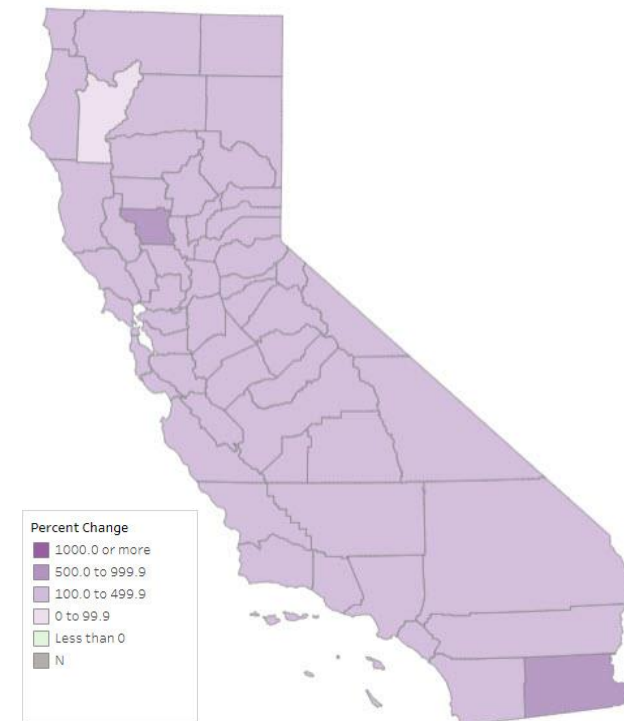 Percent Change
1000.0 or more
500.0 to 999.9
100.0 to 499.9
0 to 99.9
Less than 0
N